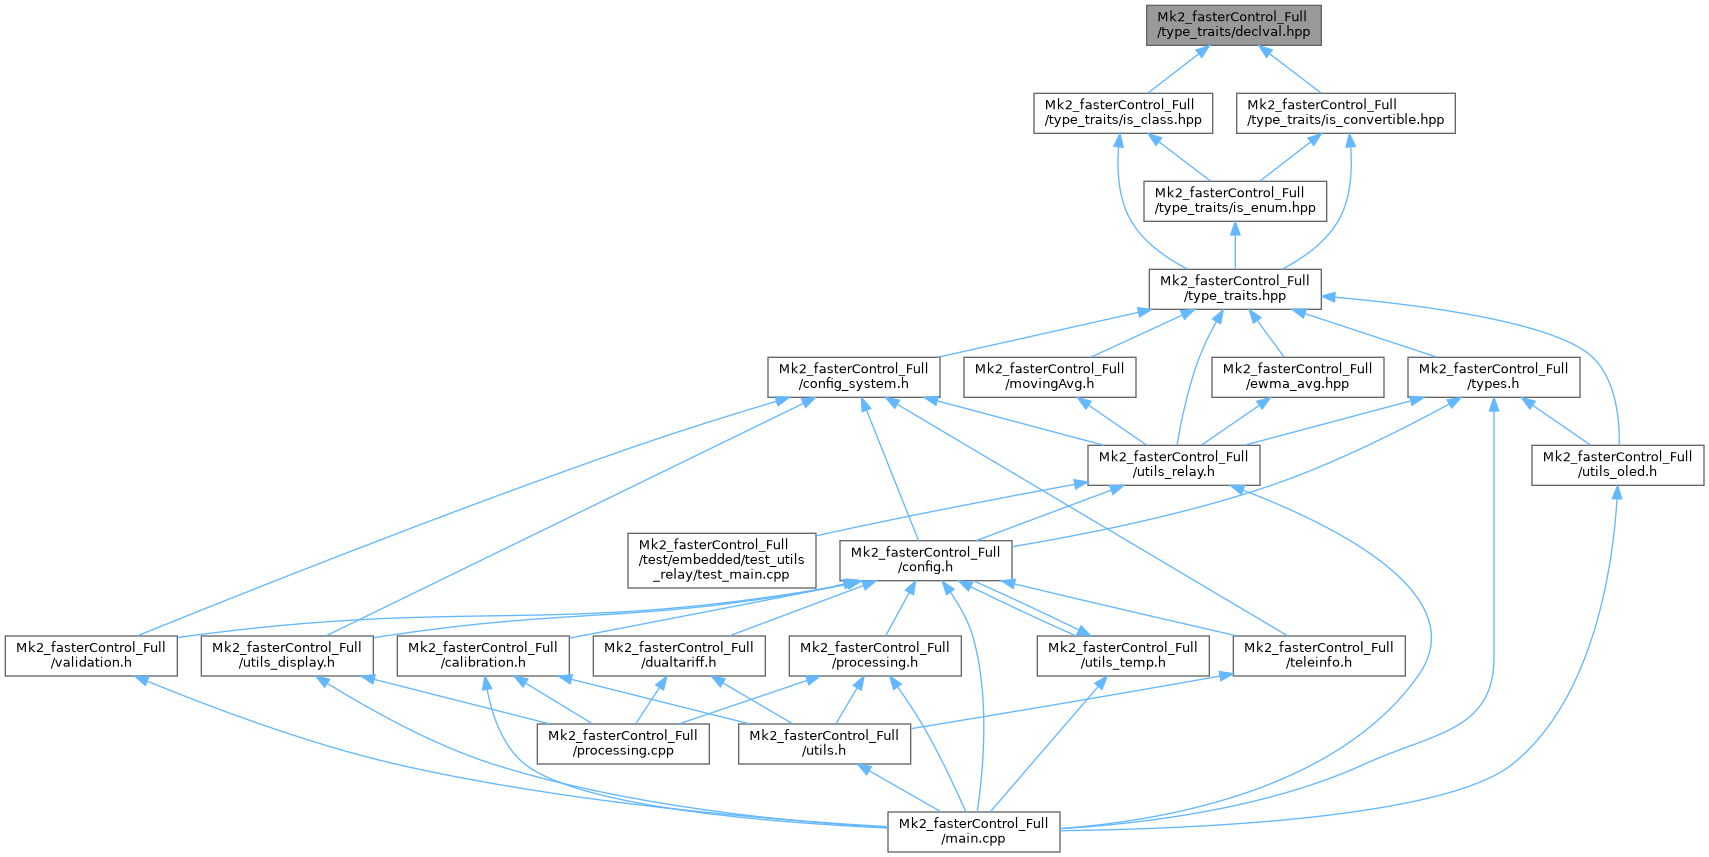 Mk2_fasterControl_Full
/type_traits/declval.hpp
Mk2_fasterControl_Full
/type_traits/is_class.hpp
Mk2_fasterControl_Full
/type_traits/is_convertible.hpp
Mk2_fasterControl_Full
/type_traits/is_enum.hpp
Mk2_fasterControl_Full
/type_traits.hpp
Mk2_fasterControl_Full
/config_system.h
Mk2_fasterControl_Full
/movingAvg.h
Mk2_fasterControl_Full
/ewma_avg.hpp
Mk2_fasterControl_Full
/types.h
Mk2_fasterControl_Full
/utils_relay.h
Mk2_fasterControl_Full
/utils_oled.h
Mk2_fasterControl_Full
/test/embedded/test_utils
_relay/test_main.cpp
Mk2_fasterControl_Full
/config.h
Mk2_fasterControl_Full
/validation.h
Mk2_fasterControl_Full
/utils_display.h
Mk2_fasterControl_Full
/calibration.h
Mk2_fasterControl_Full
/dualtariff.h
Mk2_fasterControl_Full
/processing.h
Mk2_fasterControl_Full
/utils_temp.h
Mk2_fasterControl_Full
/teleinfo.h
Mk2_fasterControl_Full
/processing.cpp
Mk2_fasterControl_Full
/utils.h
Mk2_fasterControl_Full
/main.cpp